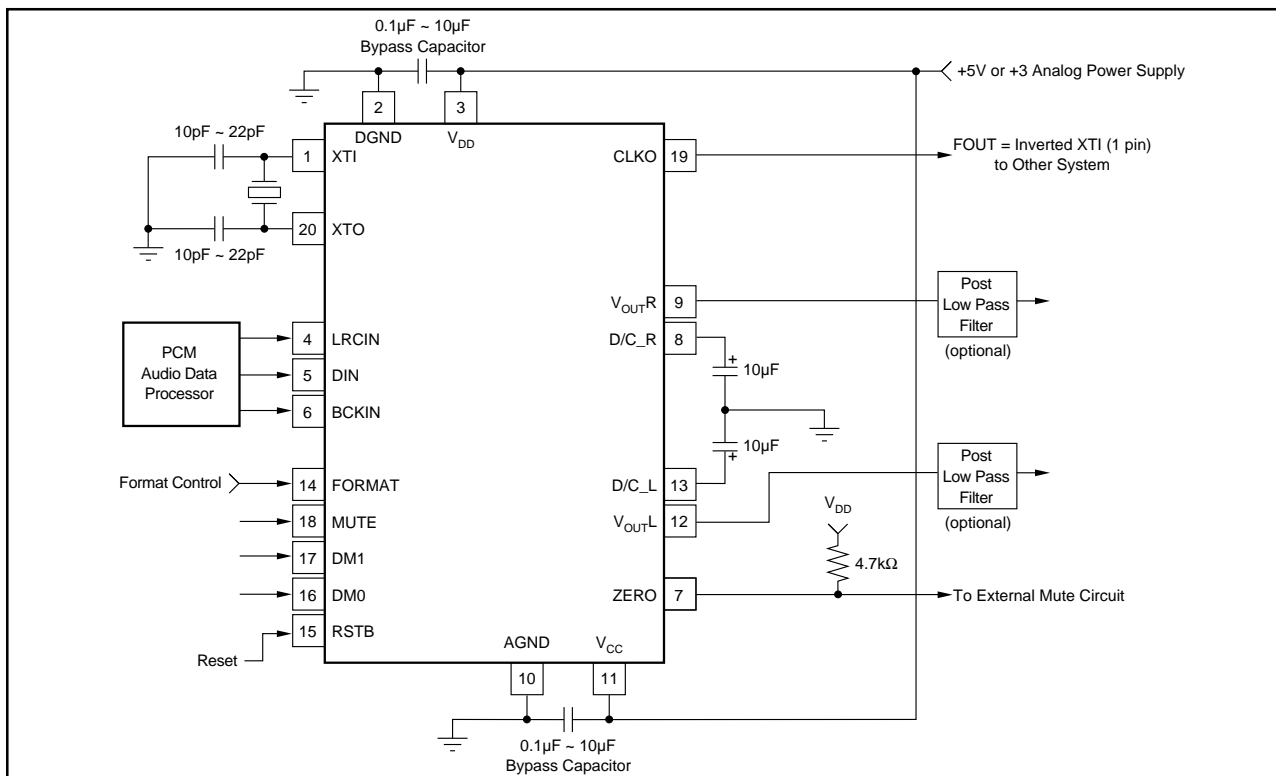 0.1µF ~ 10µF
Bypass Capacitor
+5V or +3 Analog Power Supply
2
3
DGND
VDD
10pF ~ 22pF
1
XTI
CLKO
19
FOUT = Inverted XTI (1 pin)
to Other System
20
XTO
10pF ~ 22pF
Post
Low Pass
Filter
(optional)
VOUTR
9
PCM
Audio Data
Processor
4
LRCIN
D/C_R
8
+
10µF
5
DIN
6
BCKIN
10µF
+
Post
Low Pass
Filter
(optional)
Format Control
14
FORMAT
D/C_L
13
18
MUTE
VOUTL
12
VDD
17
DM1
4.7kΩ
16
DM0
ZERO
7
To External Mute Circuit
15
RSTB
Reset
AGND
VCC
10
11
0.1µF ~ 10µF
Bypass Capacitor